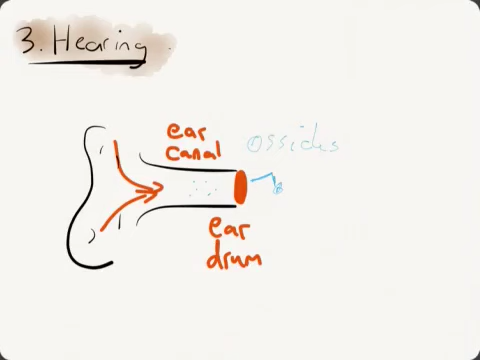 3. Hearing
ear
canal
ossicles
ear
drum